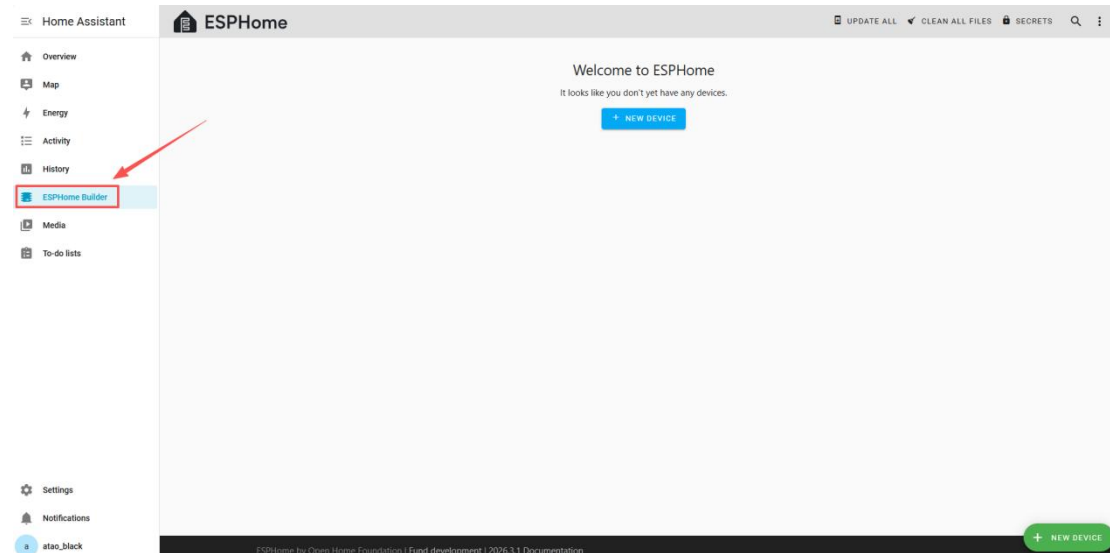 Home Assistant
ESPHome
UPDATE ALL
CLEAN ALL FILES
SECRETS
Overview
Map
Energy
Activity
History
ESPHome Builder
Media
To-do lists
Welcome to ESPHome
It looks like you don't yet have any devices.
+ NEW DEVICE
Settings
Notifications
a atao_black
ESPHome by Open Home Foundation | Fund development | 2026.3.1 Documentation
+ NEW DEVICE